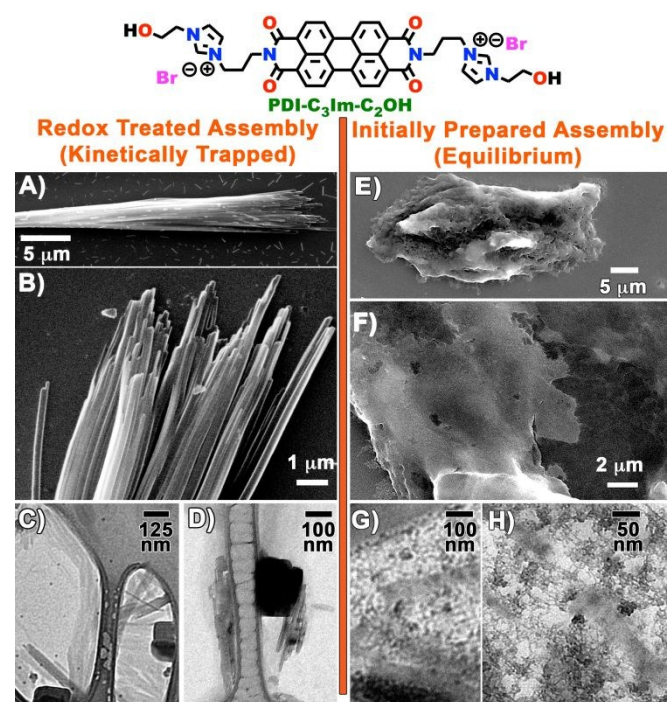 HO
N
N
Br ⊖ ⊕
O
O
N
N
O
O
⊕ ⊖ Br
N
N
OH
PDI-C₃Im-C₂OH
Redox Treated Assembly
(Kinetically Trapped)
Initially Prepared Assembly
(Equilibrium)
A)
5 μm
B)
1 μm
C)
125
nm
D)
100
nm
E)
5 μm
F)
2 μm
G)
100
nm
H)
50
nm